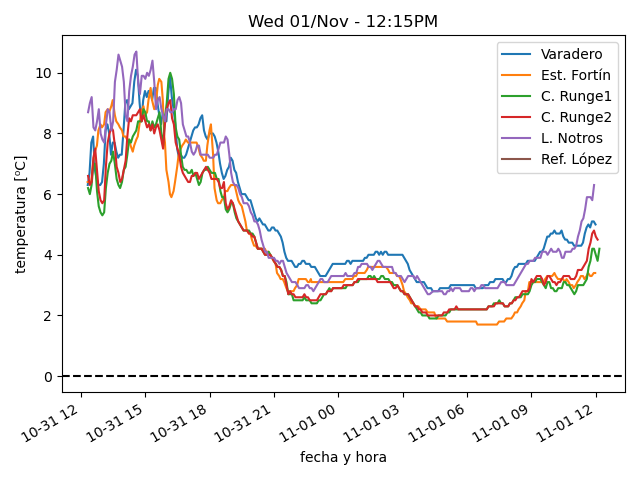 Wed 01/Nov - 12:15PM
temperatura [ºC]
10
8
6
4
2
0
Varadero
Est. Fortín
C. Runge1
C. Runge2
L. Notros
Ref. López
10-31 12
10-31 15
10-31 18
10-31 21
11-01 00
11-01 03
11-01 06
11-01 09
11-01 12
fecha y hora